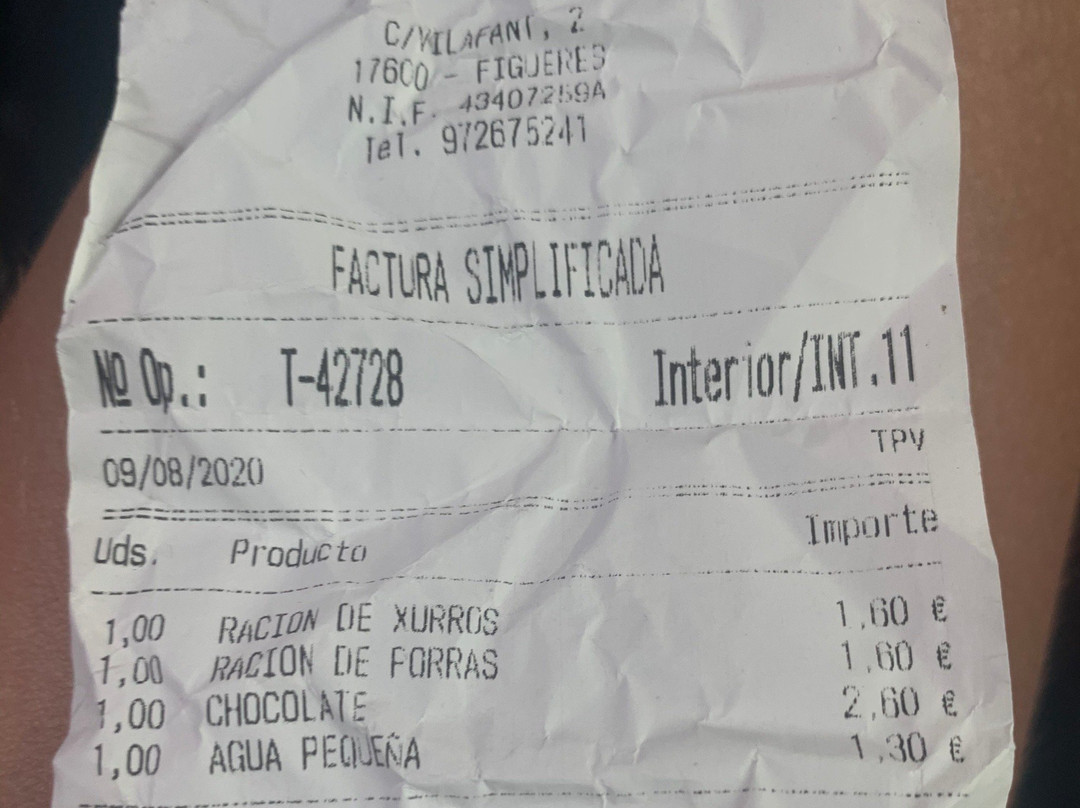 C/VILAFANT, 2
17600 - FIGUERES
N.I.F. 43407259A
Tel. 972675241
FACTURA SIMPLIFICADA
Nº Op.: T-42728 Interior/INT.11
TPV
09/08/2020
Uds. Producto Importe
1,00 RACION DE XURROS 1,60 €
1,00 RACION DE PORRAS 1,60 €
1,00 CHOCOLATE 2,60 €
1,00 AGUA PEQUEÑA 1,30 €